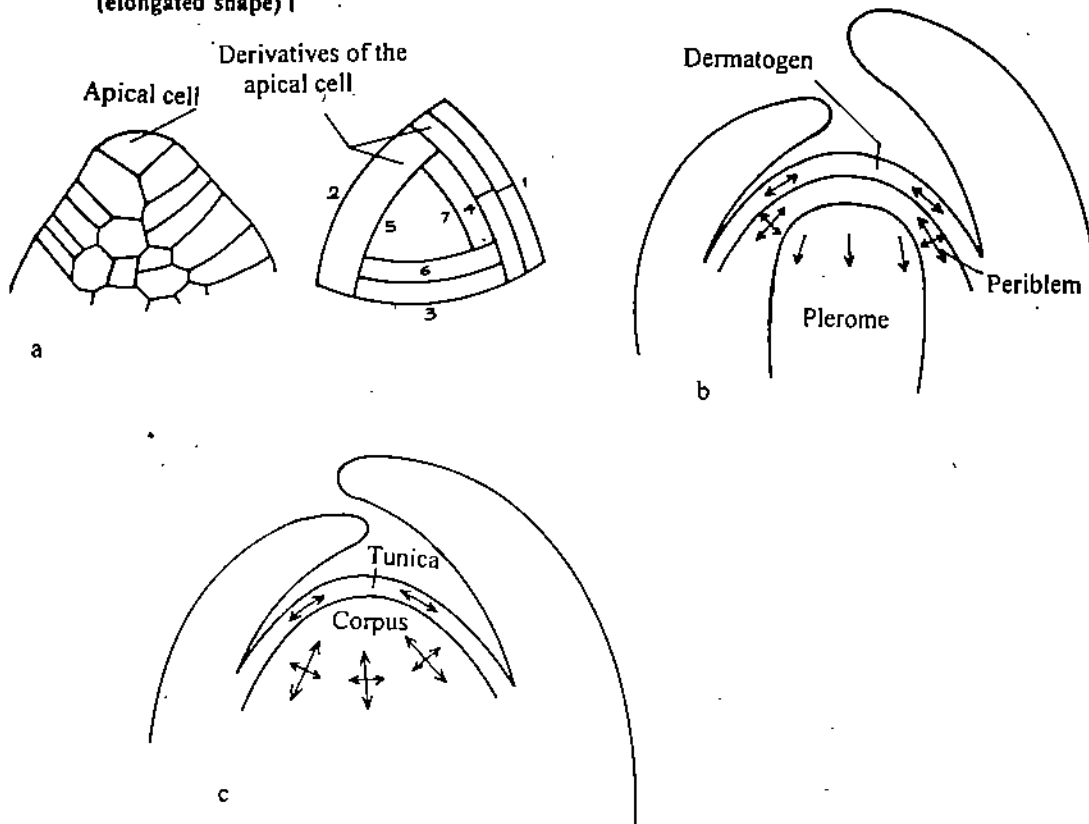 (elongated shape)
Derivatives of the
apical cell
Apical cell
2
5
7
4
1
6
3
a
Dermatogen
Periblem
Plerome
b
Tunica
Corpus
c